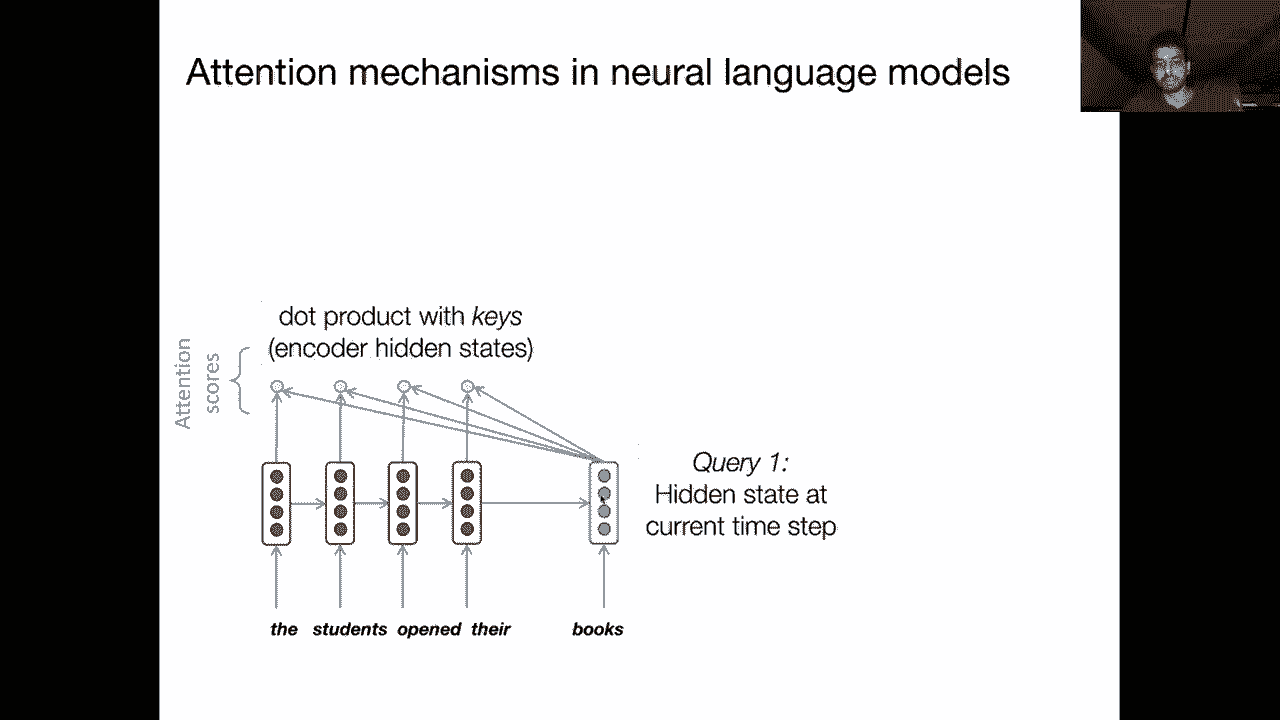 Attention mechanisms in neural language models
dot product with keys
(encoder hidden states)
Attention
scores
Query 1:
Hidden state at
current time step
the students opened their books